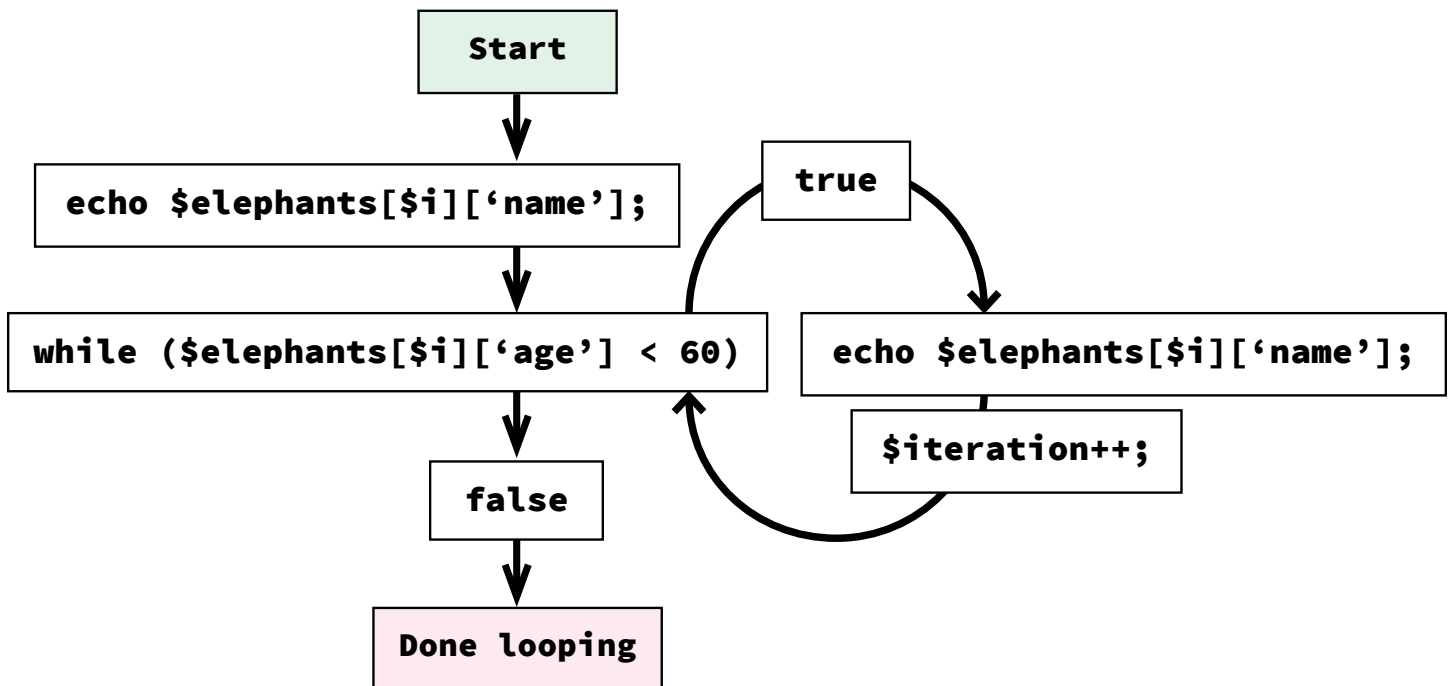 Start
echo $elephants[$i][‘name’];
true
while ($elephants[$i][‘age’] < 60)
echo $elephants[$i][‘name’];
$iteration++;
false
Done looping